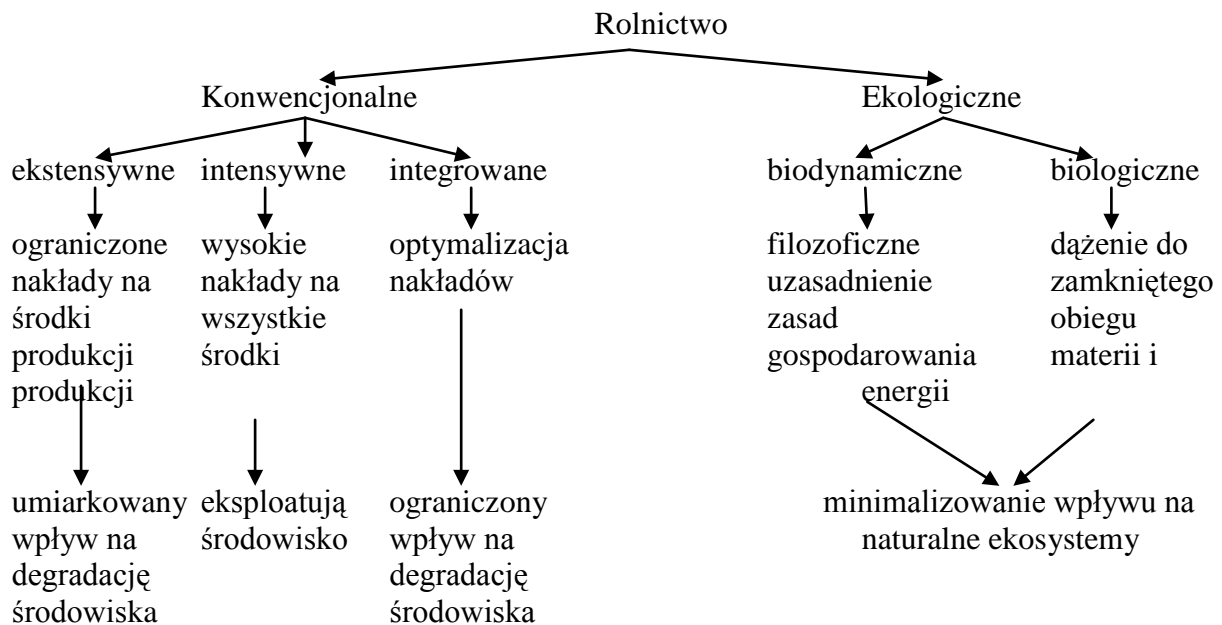 Rolnictwo
Konwencjonalne
Ekologiczne
ekstensywne
intensywne
integrowane
biodynamiczne
biologiczne
ograniczone
nakłady na
środki
produkcji
produkcji
wysokie
nakłady na
wszystkie
środki
optymalizacja
nakładów
filozoficzne
uzasadnienie
zasad
gospodarowania
energii
dążenie do
zamkniętego
obiegu
materii i
umiarkowany
wpływ na
degradację
środowiska
eksploatują
środowisko
ograniczony
wpływ na
degradację
środowiska
minimalizowanie wpływu na
naturalne ekosystemy